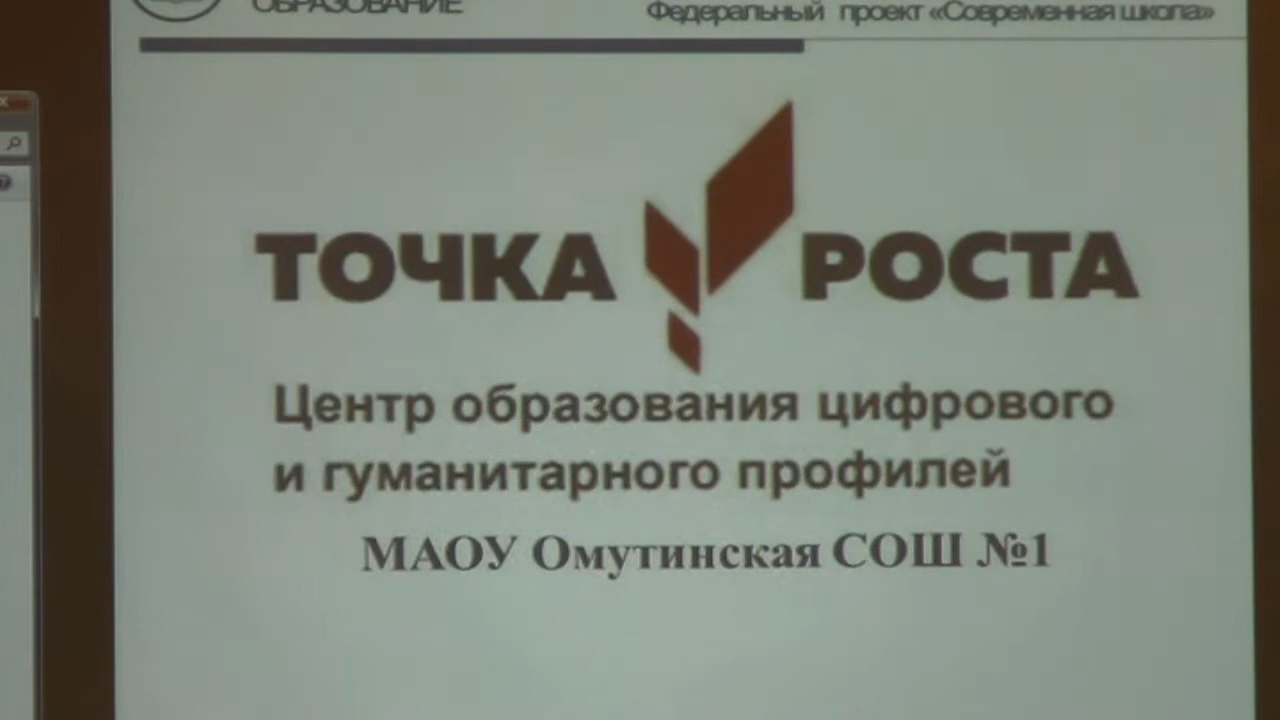 ОБРАЗОВАНИЕ
Федеральный проект «Современная школа»
ТОЧКА РОСТА
Центр образования цифрового
и гуманитарного профилей
МАОУ Омутинская СОШ №1